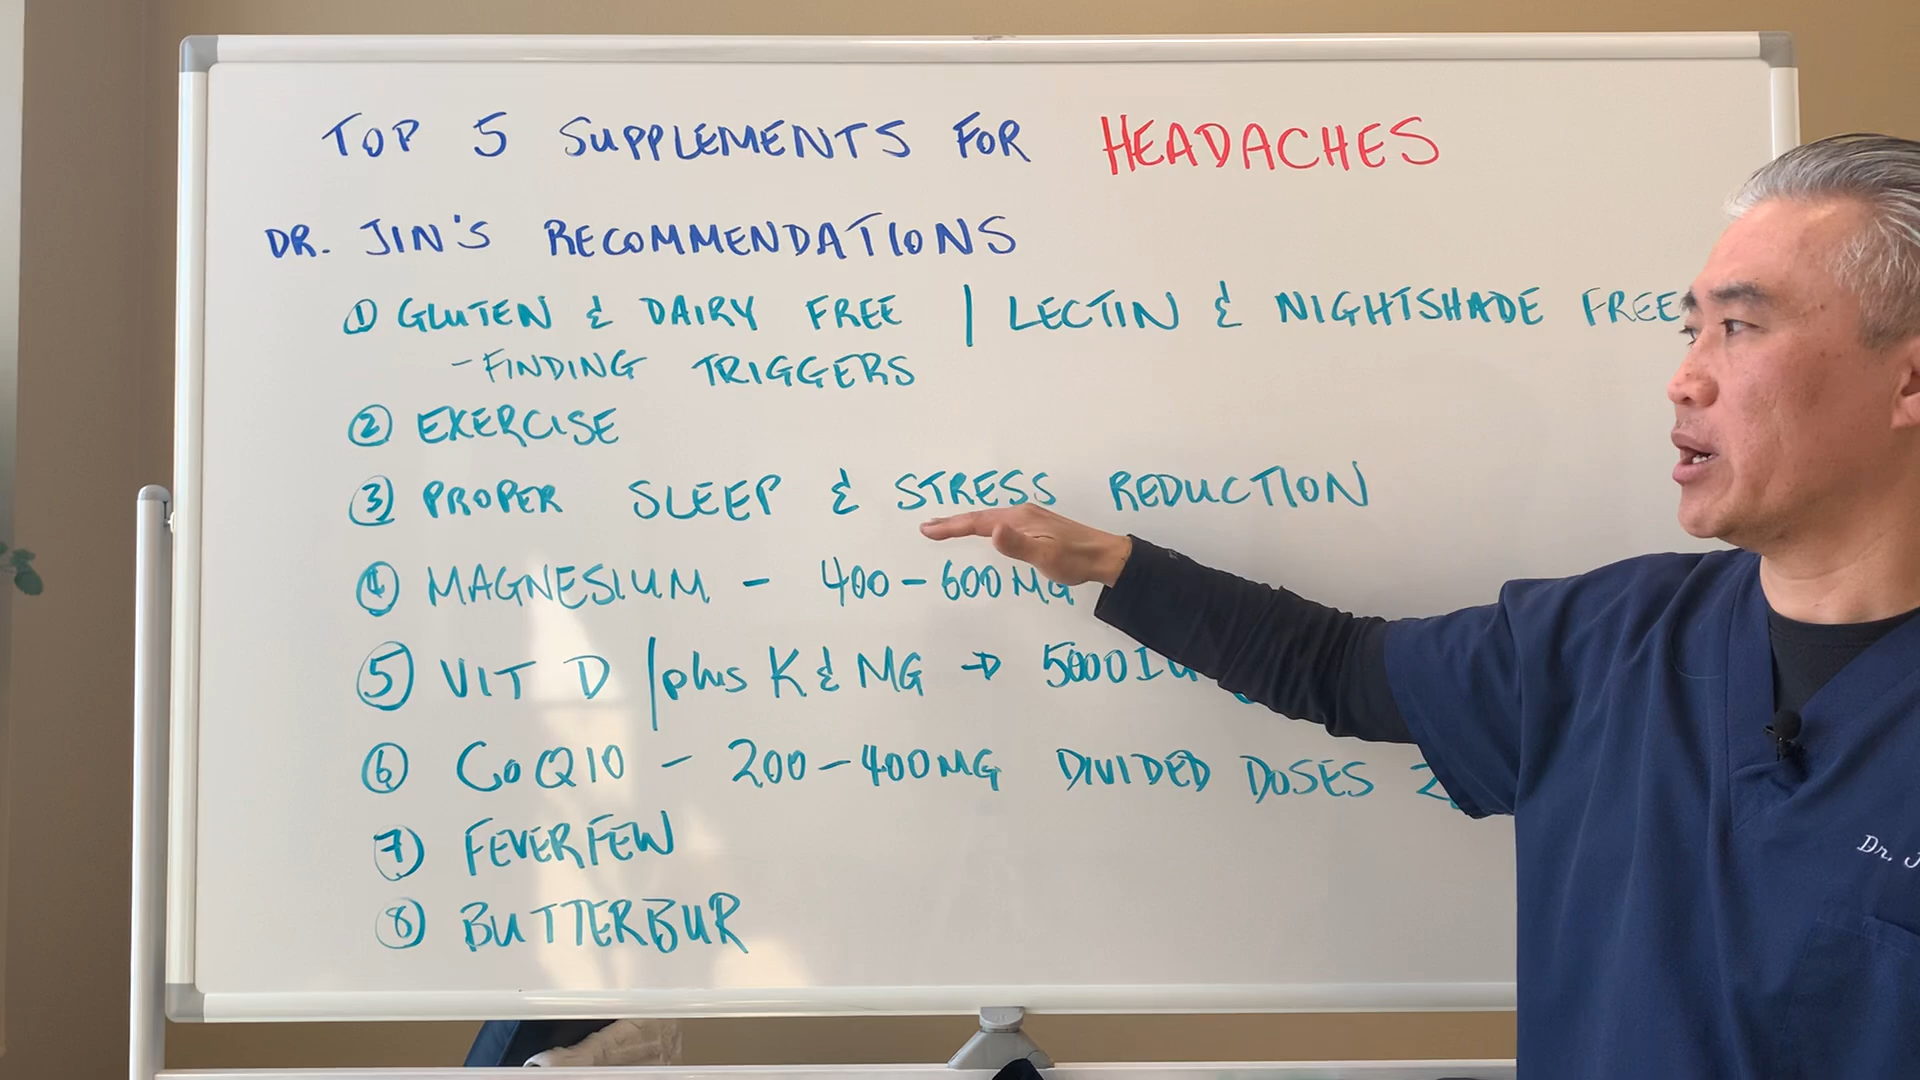 TOP 5 SUPPLEMENTS FOR HEADACHES
DR. JIN'S RECOMMENDATIONS
① GLUTEN & DAIRY FREE | LECTIN & NIGHTSHADE FREE
- FINDING TRIGGERS
② EXERCISE
③ PROPER SLEEP & STRESS REDUCTION
④ MAGNESIUM - 400-600MG
⑤ VIT D / plus K & MG → 5000IU
⑥ CoQ10 - 200-400MG DIVIDED DOSES
⑦ FEVERFEW
⑧ BUTTERBUR
Dr. J